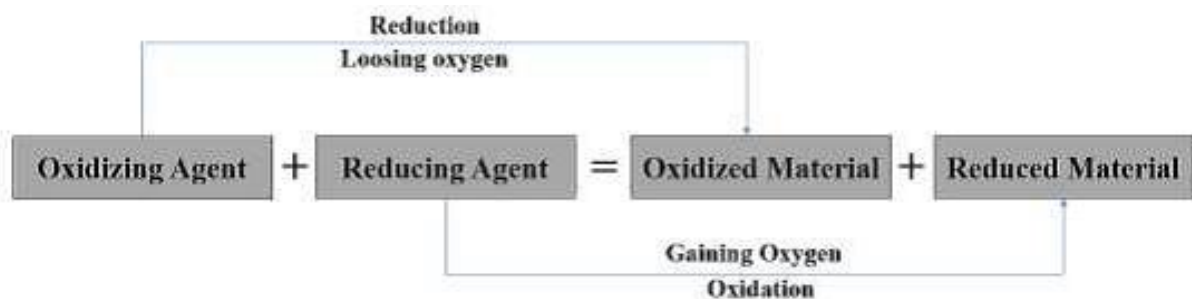 Reduction
Loosing oxygen
Oxidizing Agent + Reducing Agent = Oxidized Material + Reduced Material
Gaining Oxygen
Oxidation